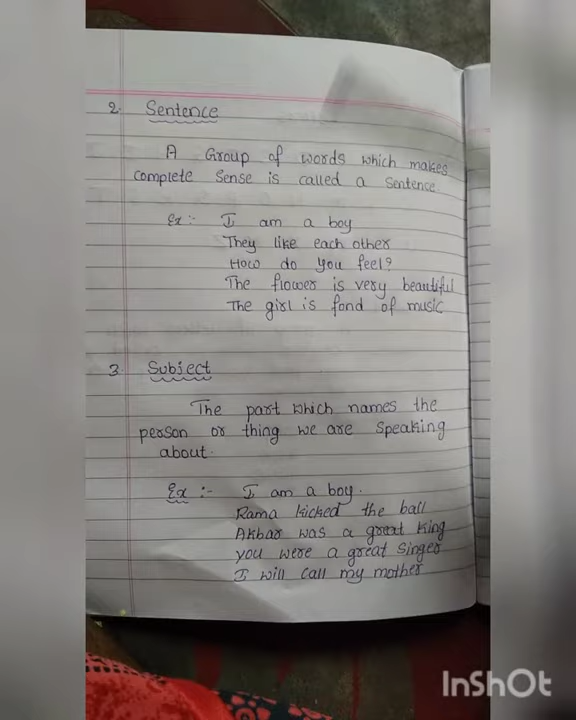 2. Sentence
A Group of words which makes
complete Sense is called a Sentence
Ex:- I am a boy
They like each other
How do you feel?
The flower is very beautiful
The girl is fond of music
3 Subject
The part which names the
person or thing we are speaking
about.
Ex :- I am a boy.
Rama kicked the ball
Akbar was a great King
you were a great singer
I will call my mother
InShOt